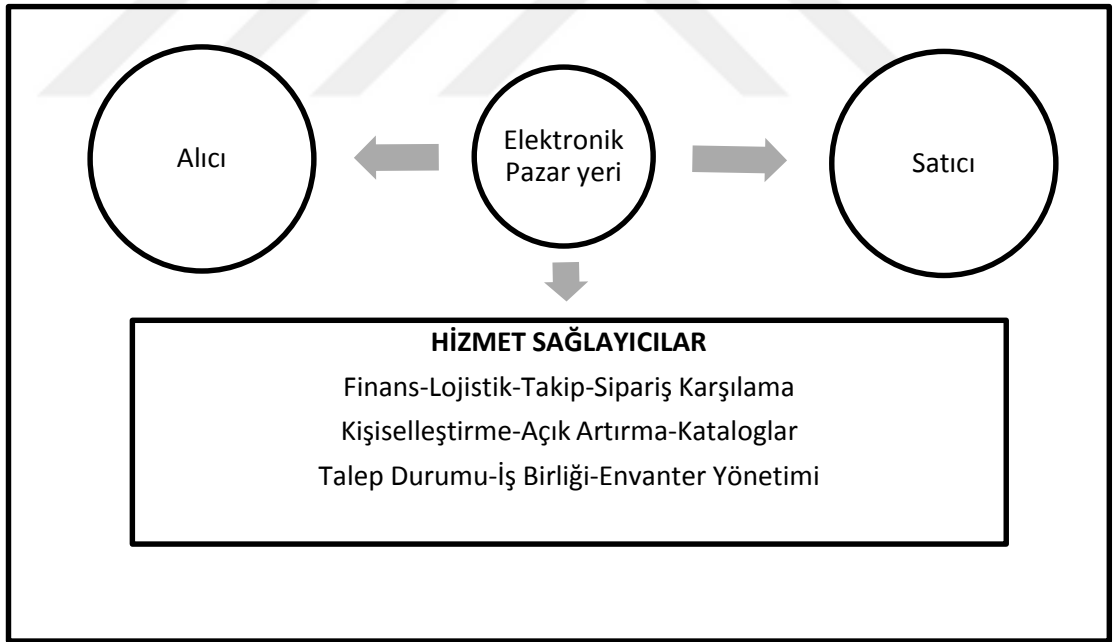 Alıcı
Elektronik
Pazar yeri
Satıcı
HİZMET SAĞLAYICILAR
Finans-Lojistik-Takip-Sipariş Karşılama
Kişiselleştirme-Açık Artırma-Kataloglar
Talep Durumu-İş Birliği-Envanter Yönetimi